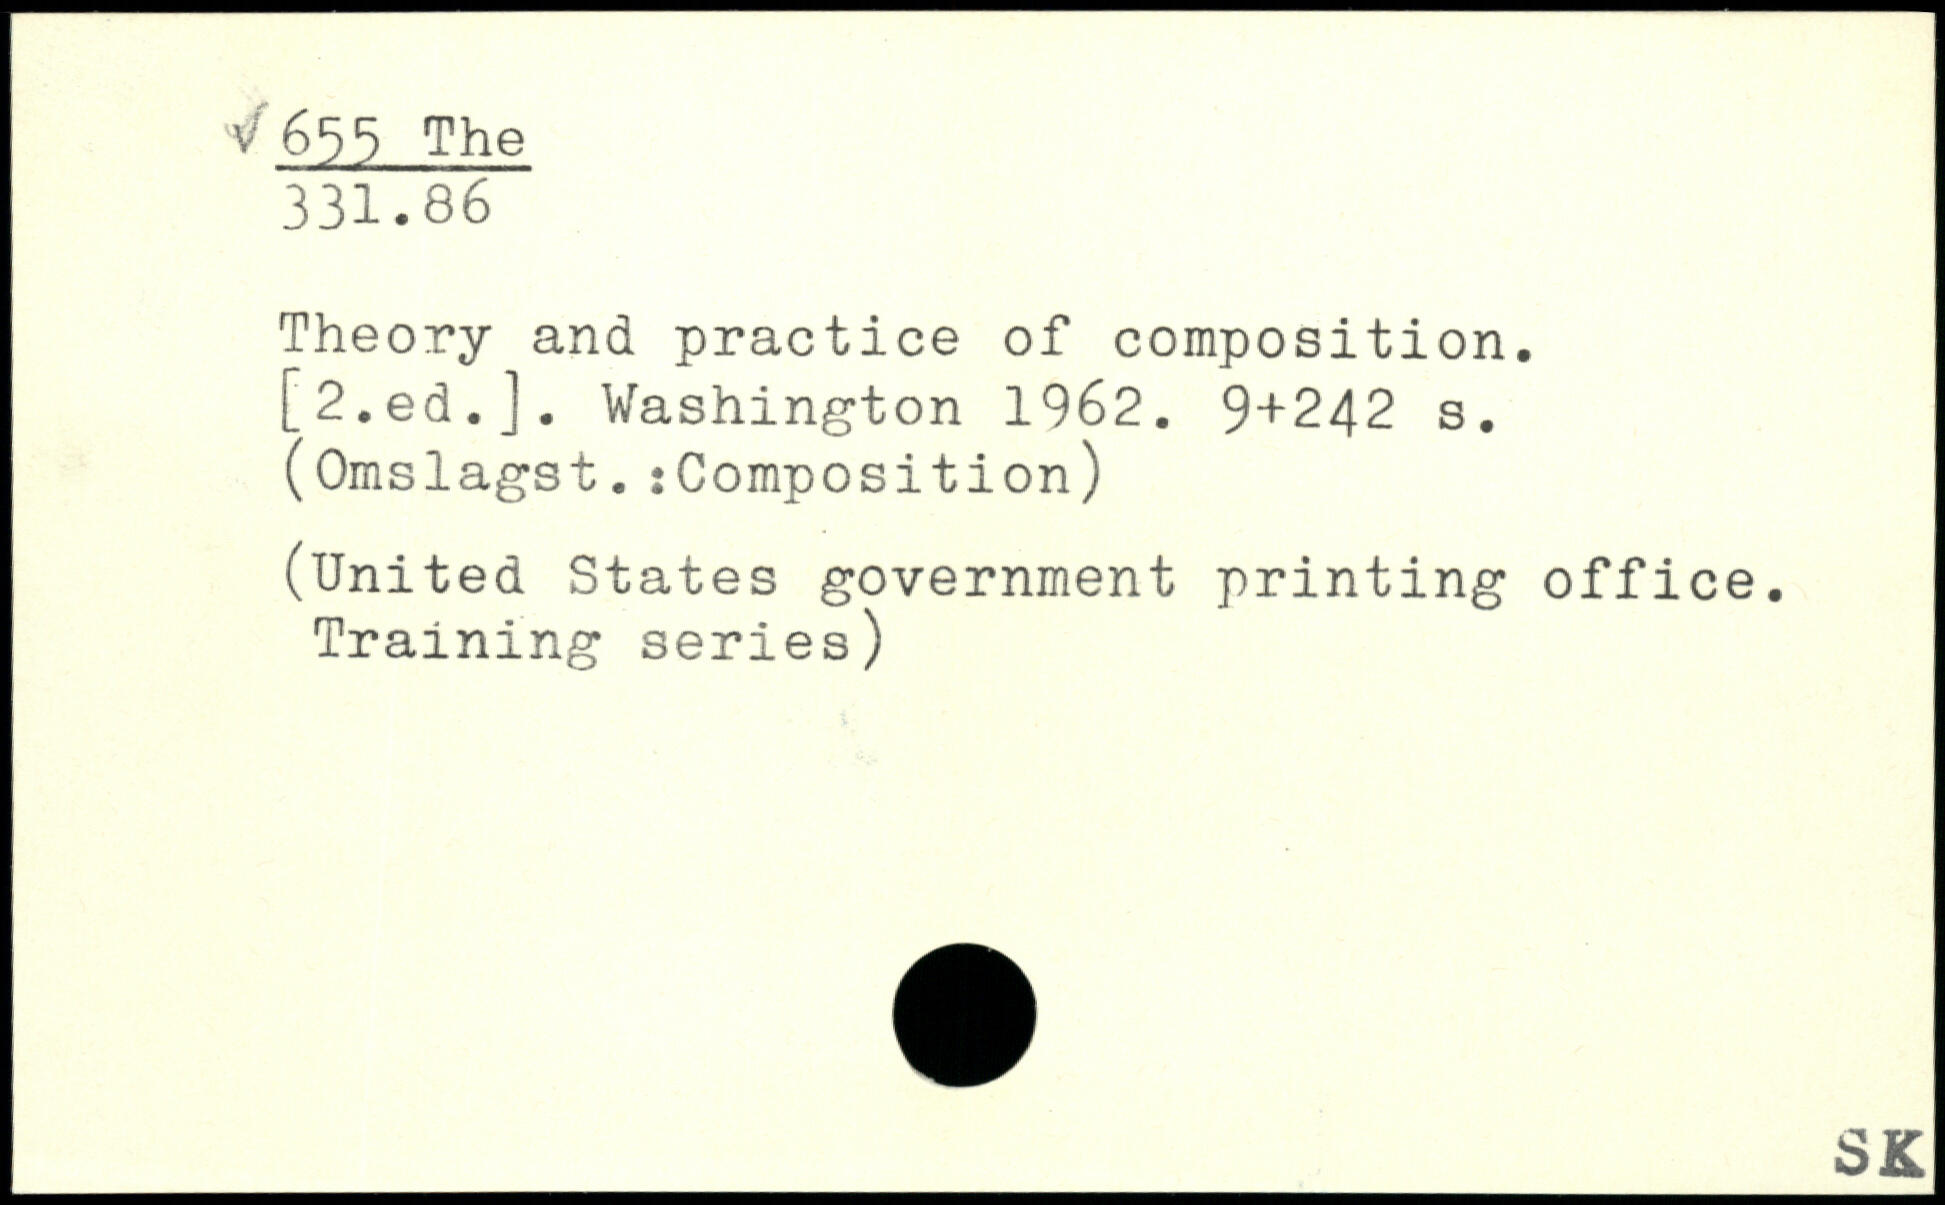 655 The
331.86
Theory and practice of composition.
[2.ed.]. Washington 1962. 9+242 s.
(Omslagst.:Composition)
(United States government printing office.
Training series)
SK